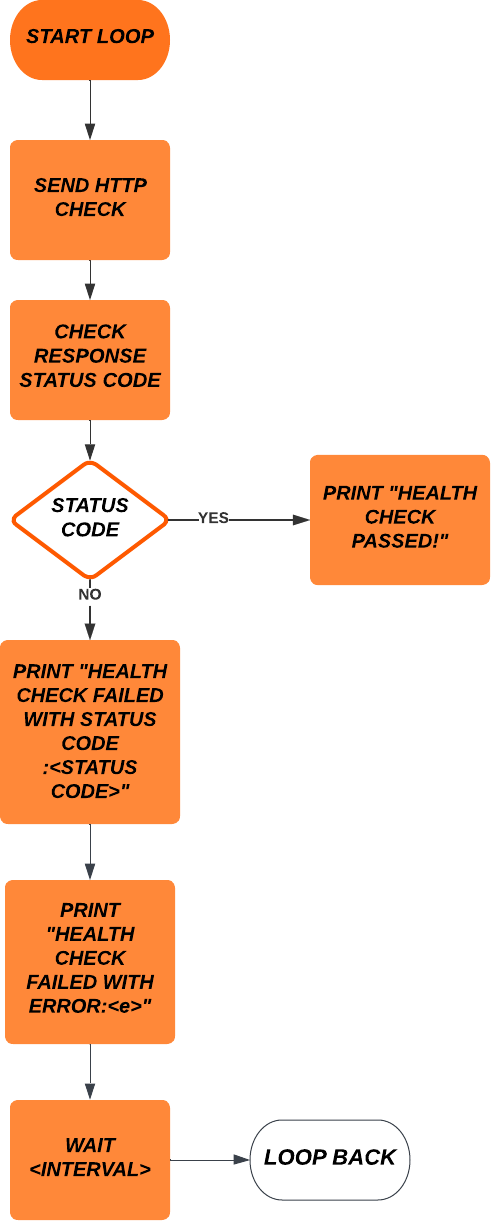 START LOOP
SEND HTTP
CHECK
CHECK
RESPONSE
STATUS CODE
STATUS
CODE
YES
PRINT "HEALTH
CHECK
PASSED!"
NO
PRINT "HEALTH
CHECK FAILED
WITH STATUS
CODE
:<STATUS
CODE>"
PRINT
"HEALTH
CHECK
FAILED WITH
ERROR:<e>"
WAIT
<INTERVAL>
LOOP BACK